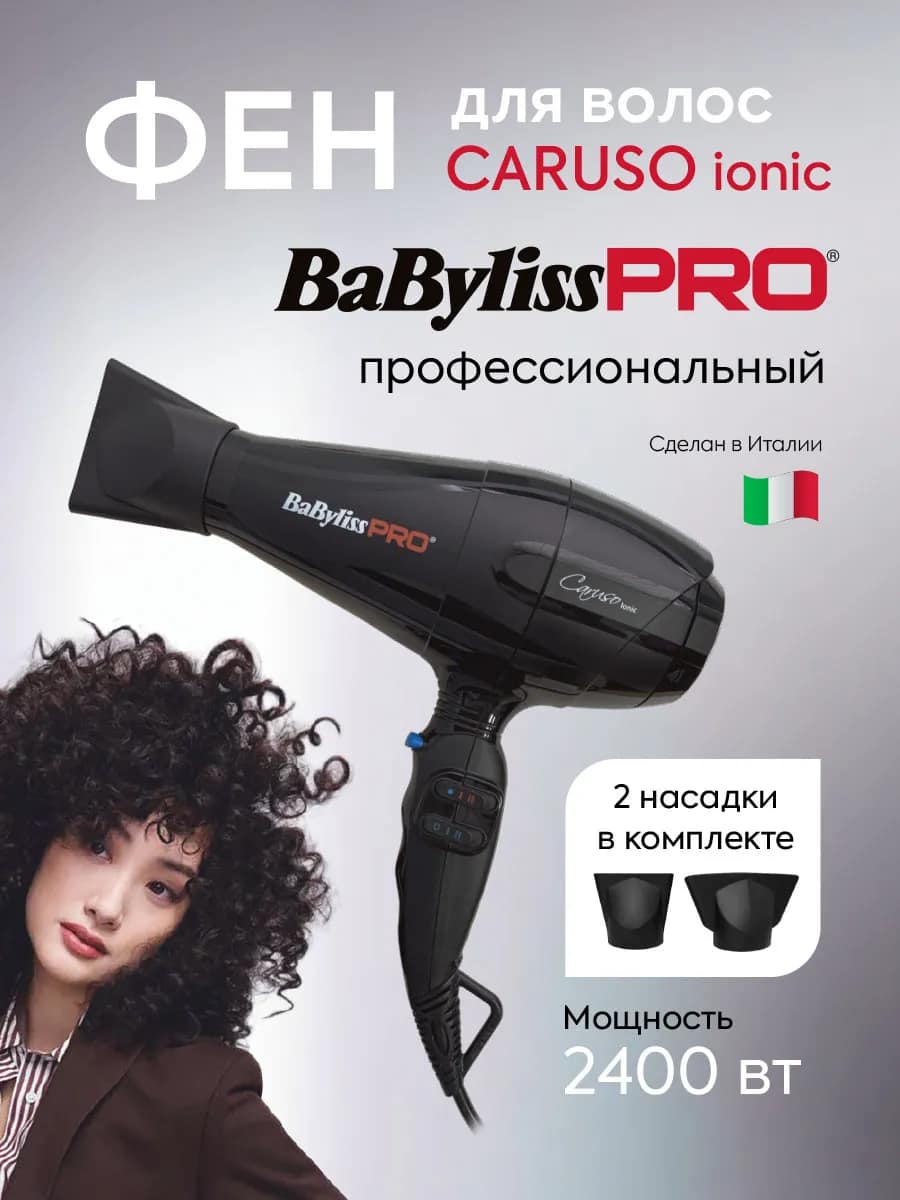 ФЕН
для волос
CARUSO ionic
BaBylissPRO®
профессиональный
Сделан в Италии
BaBylissPRO®
Caruso Ionic
2 насадки
в комплекте
Мощность
2400 вт